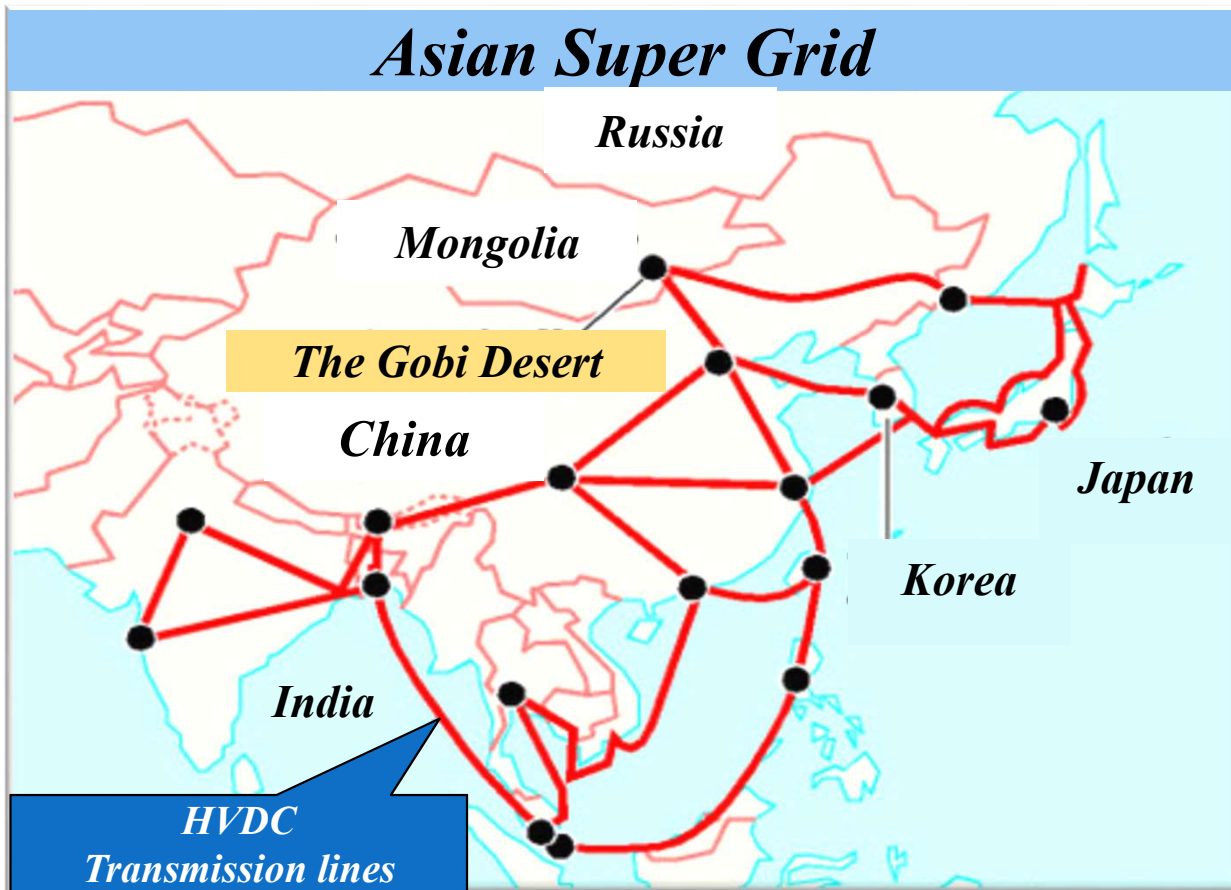 Asian Super Grid
Russia
Mongolia
The Gobi Desert
China
Japan
Korea
India
HVDC
Transmission lines